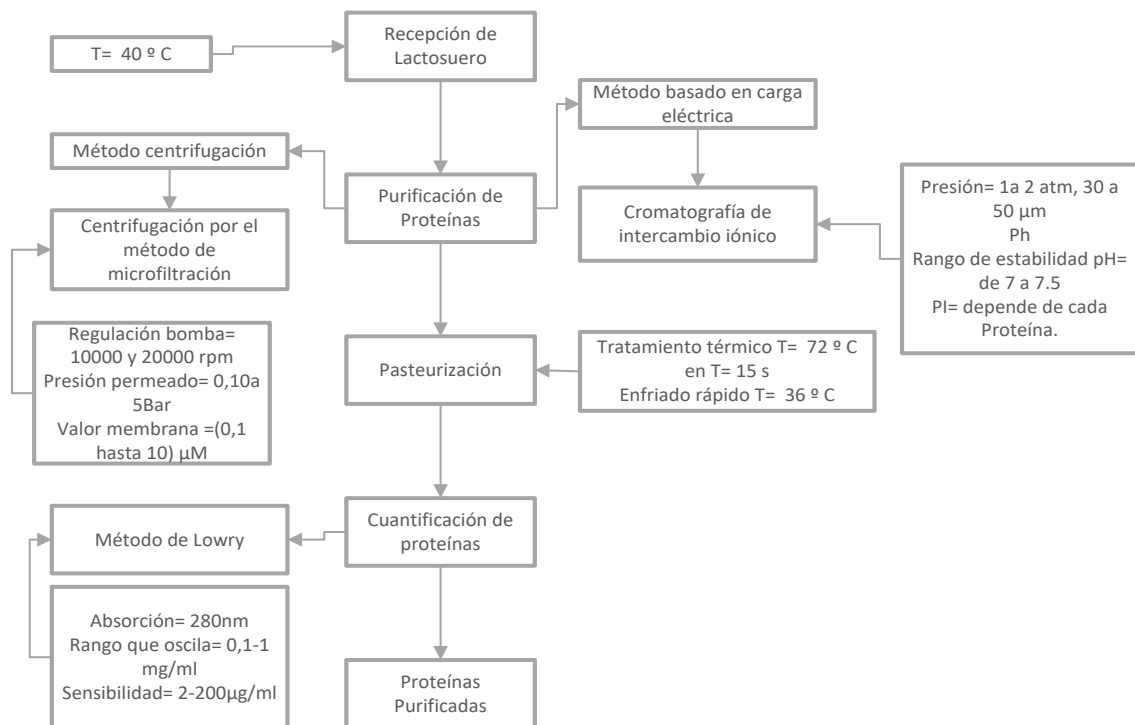 Recepción de
Lactosuero
T= 40 º C
Método basado en carga
eléctrica
Método centrifugación
Purificación de
Proteínas
Presión= 1a 2 atm, 30 a
50 µm
Ph
Rango de estabilidad pH=
de 7 a 7.5
PI= depende de cada
Proteína.
Centrifugación por el
método de
microfiltración
Cromatografía de
intercambio iónico
Regulación bomba=
10000 y 20000 rpm
Presión permeado= 0,10a
5Bar
Valor membrana =(0,1
hasta 10) µM
Pasteurización
Tratamiento térmico T= 72 º C
en T= 15 s
Enfriado rápido T= 36 º C
Método de Lowry
Cuantificación de
proteínas
Absorción= 280nm
Rango que oscila= 0,1-1
mg/ml
Sensibilidad= 2-200µg/ml
Proteínas
Purificadas